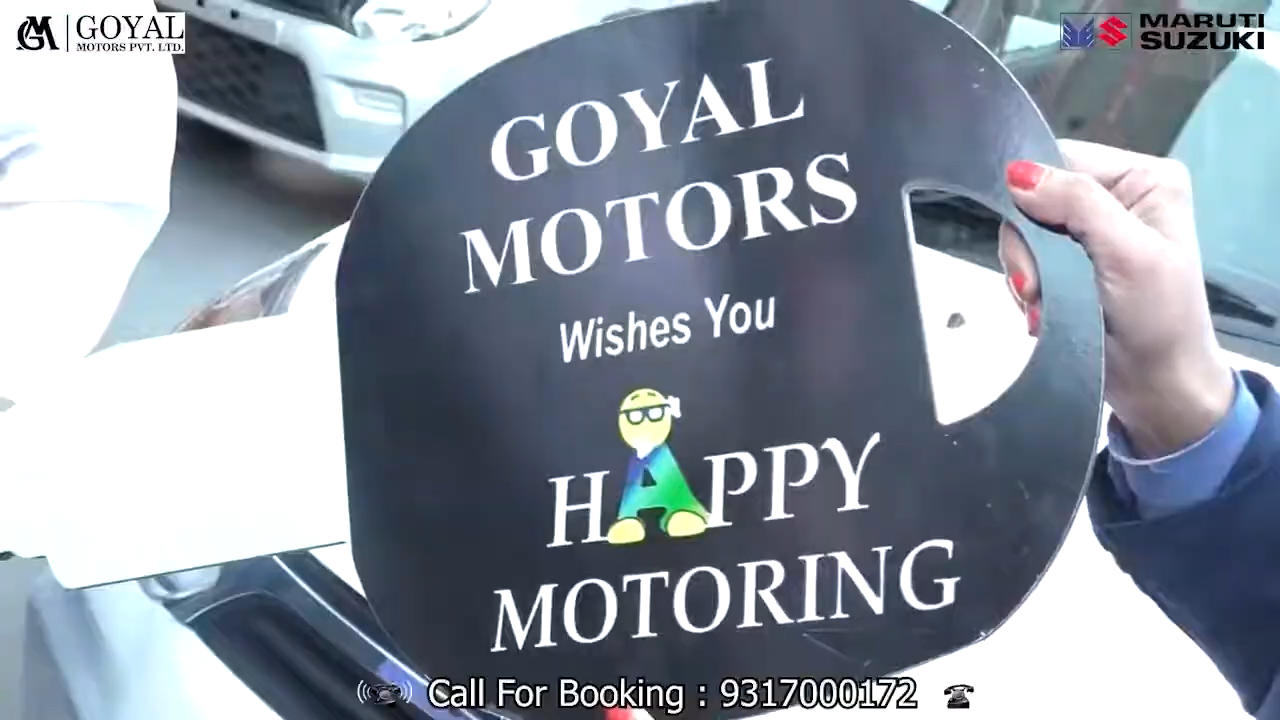 GOYAL
MOTORS PVT. LTD.
MARUTI
SUZUKI
GOYAL
MOTORS
Wishes You
HAPPY
MOTORING
Call For Booking : 9317000172